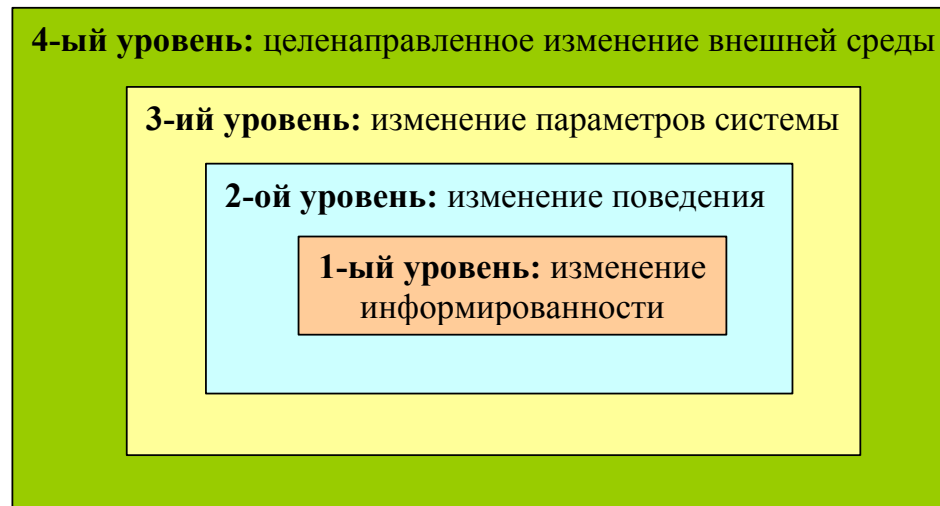 4-ый уровень: целенаправленное изменение внешней среды
3-ий уровень: изменение параметров системы
2-ой уровень: изменение поведения
1-ый уровень: изменение
информированности